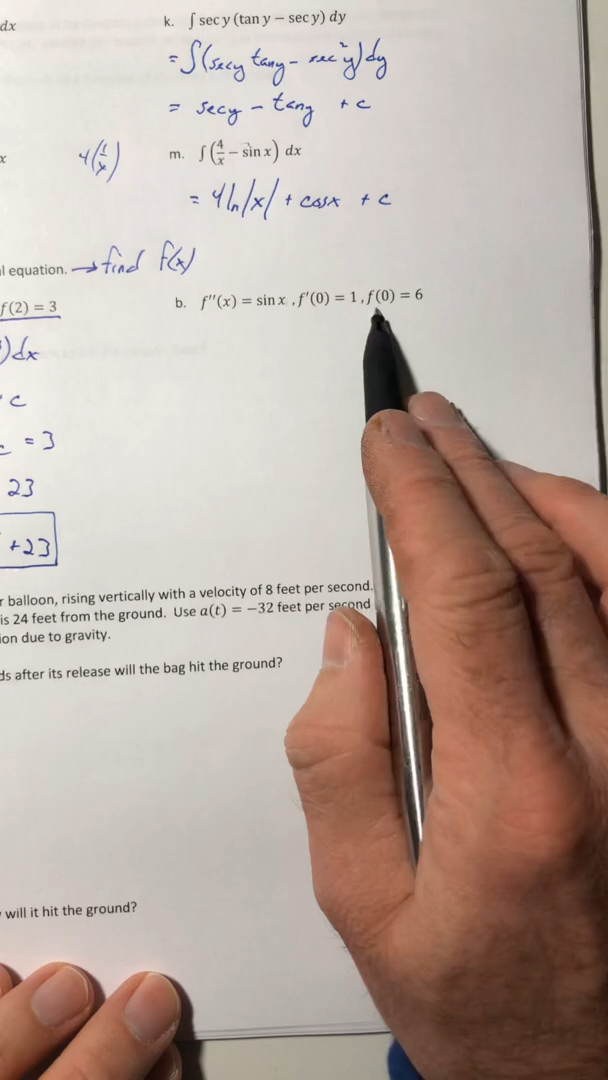 dx
k. ∫ sec y (tan y − sec y) dy
= ∫(secy tany − sec²y)dy
= secy − tany + c
x
4(1/x)
m. ∫(4/x − sin x) dx
= 4ln|x| + cosx + c
l equation. → find f(x)
f(2) = 3
b. f''(x) = sin x , f'(0) = 1 , f(0) = 6
)dx
c
= 3
23
+23
r balloon, rising vertically with a velocity of 8 feet per second.
is 24 feet from the ground. Use a(t) = −32 feet per second
ion due to gravity.
ds after its release will the bag hit the ground?
will it hit the ground?